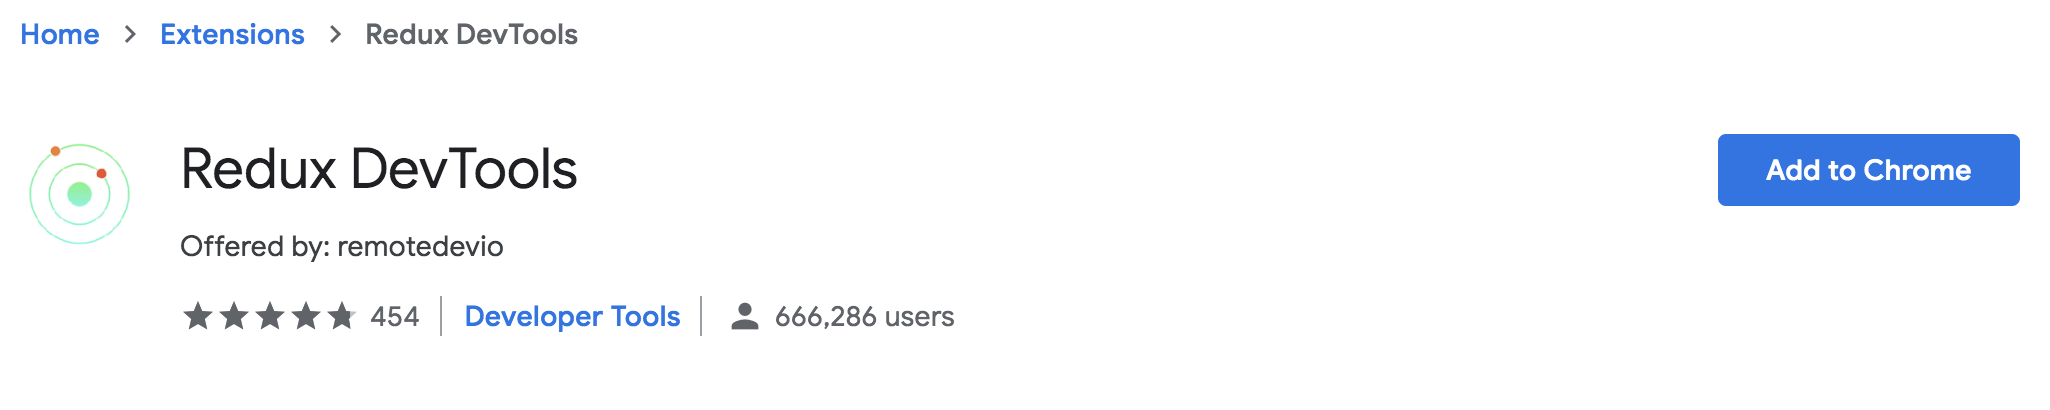 Home > Extensions > Redux DevTools
Redux DevTools
Add to Chrome
Offered by: remotedevio
454 | Developer Tools | 666,286 users